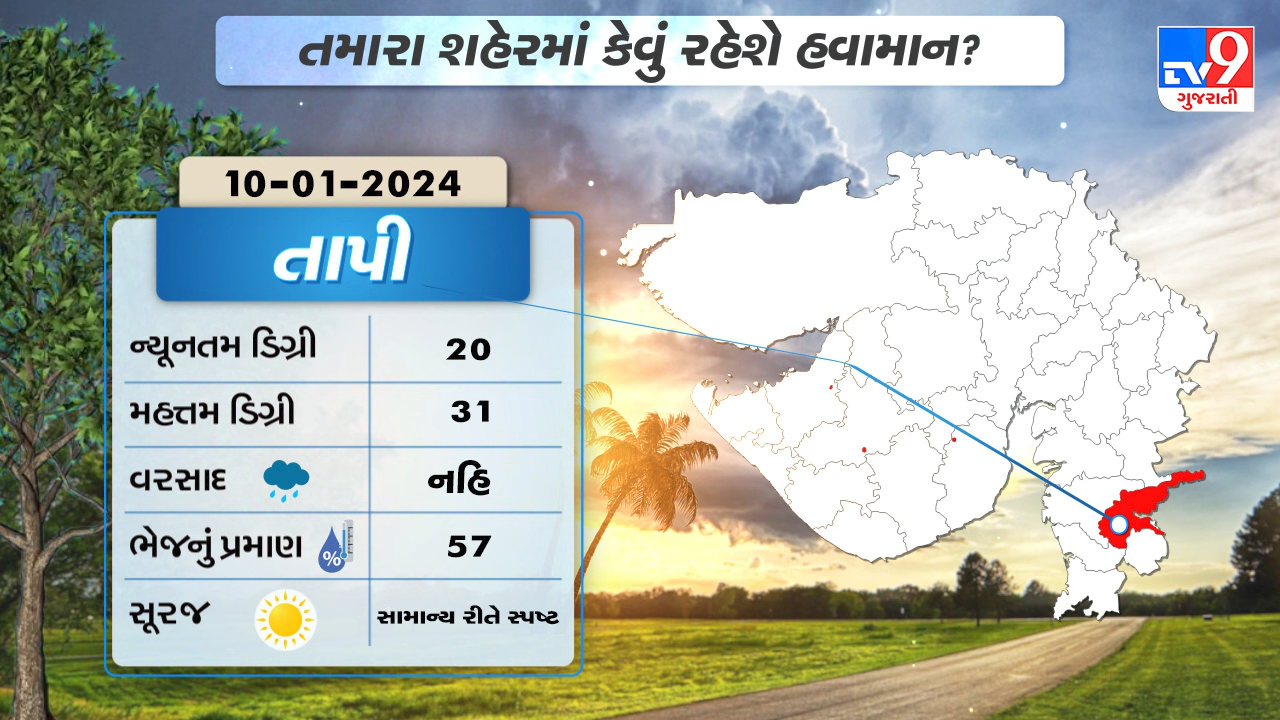 તમારા શહેરમાં કેવું રહેશે હવામાન?
TV9
ગુજરાતી
10-01-2024
તાપી
ન્યૂનતમ ડિગ્રી 20
મહત્તમ ડિગ્રી 31
વરસાદ નહિ
ભેજનું પ્રમાણ % 57
સૂરજ સામાન્ય રીતે સ્પષ્ટ